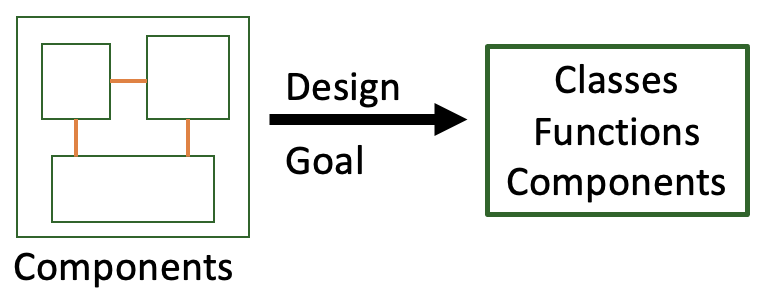 Components
Design
Goal
Classes
Functions
Components